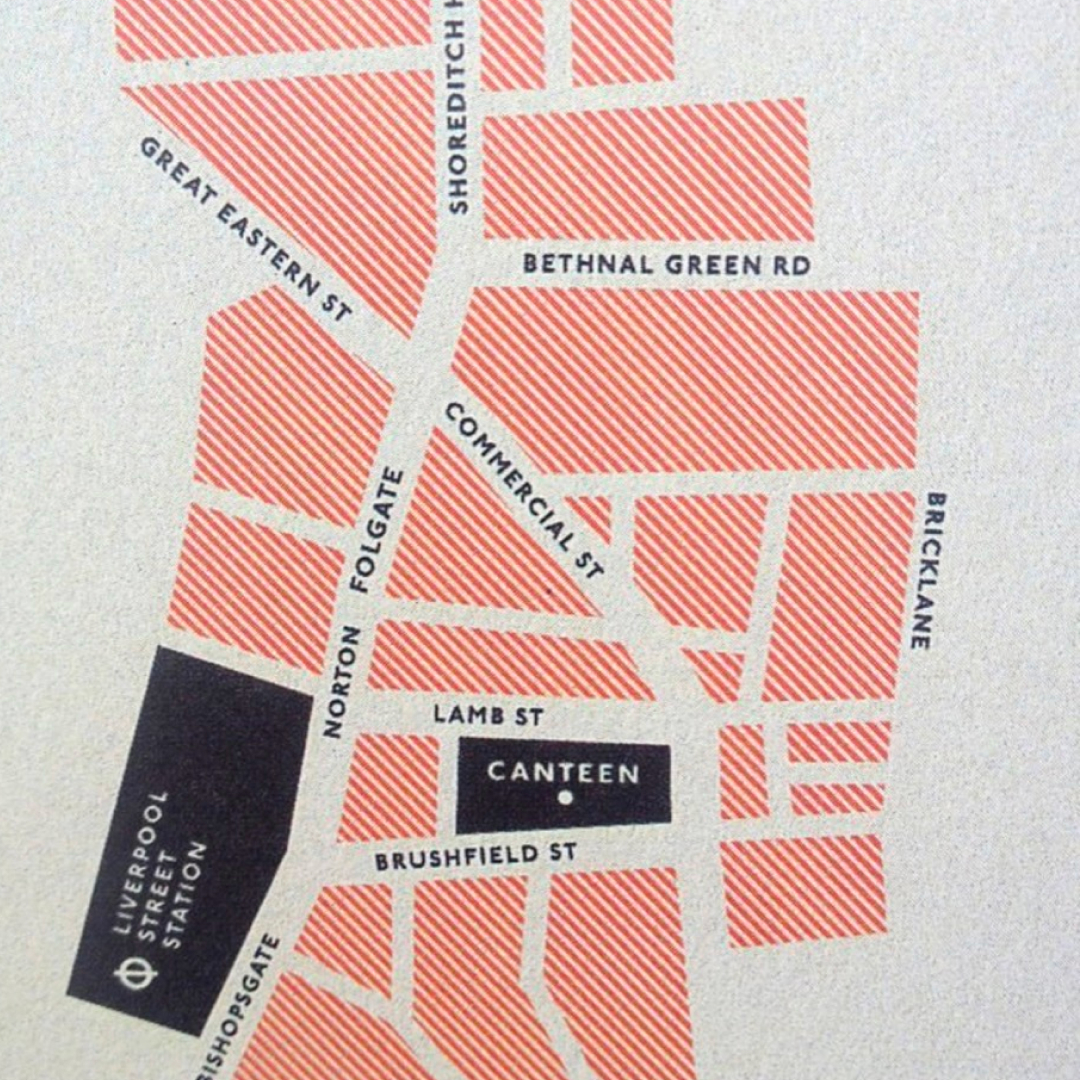 SHOREDITCH
GREAT EASTERN ST
BETHNAL GREEN RD
COMMERCIAL ST
NORTON FOLGATE
BRICKLANE
LAMB ST
CANTEEN
BRUSHFIELD ST
LIVERPOOL
STREET
STATION
BISHOPSGATE